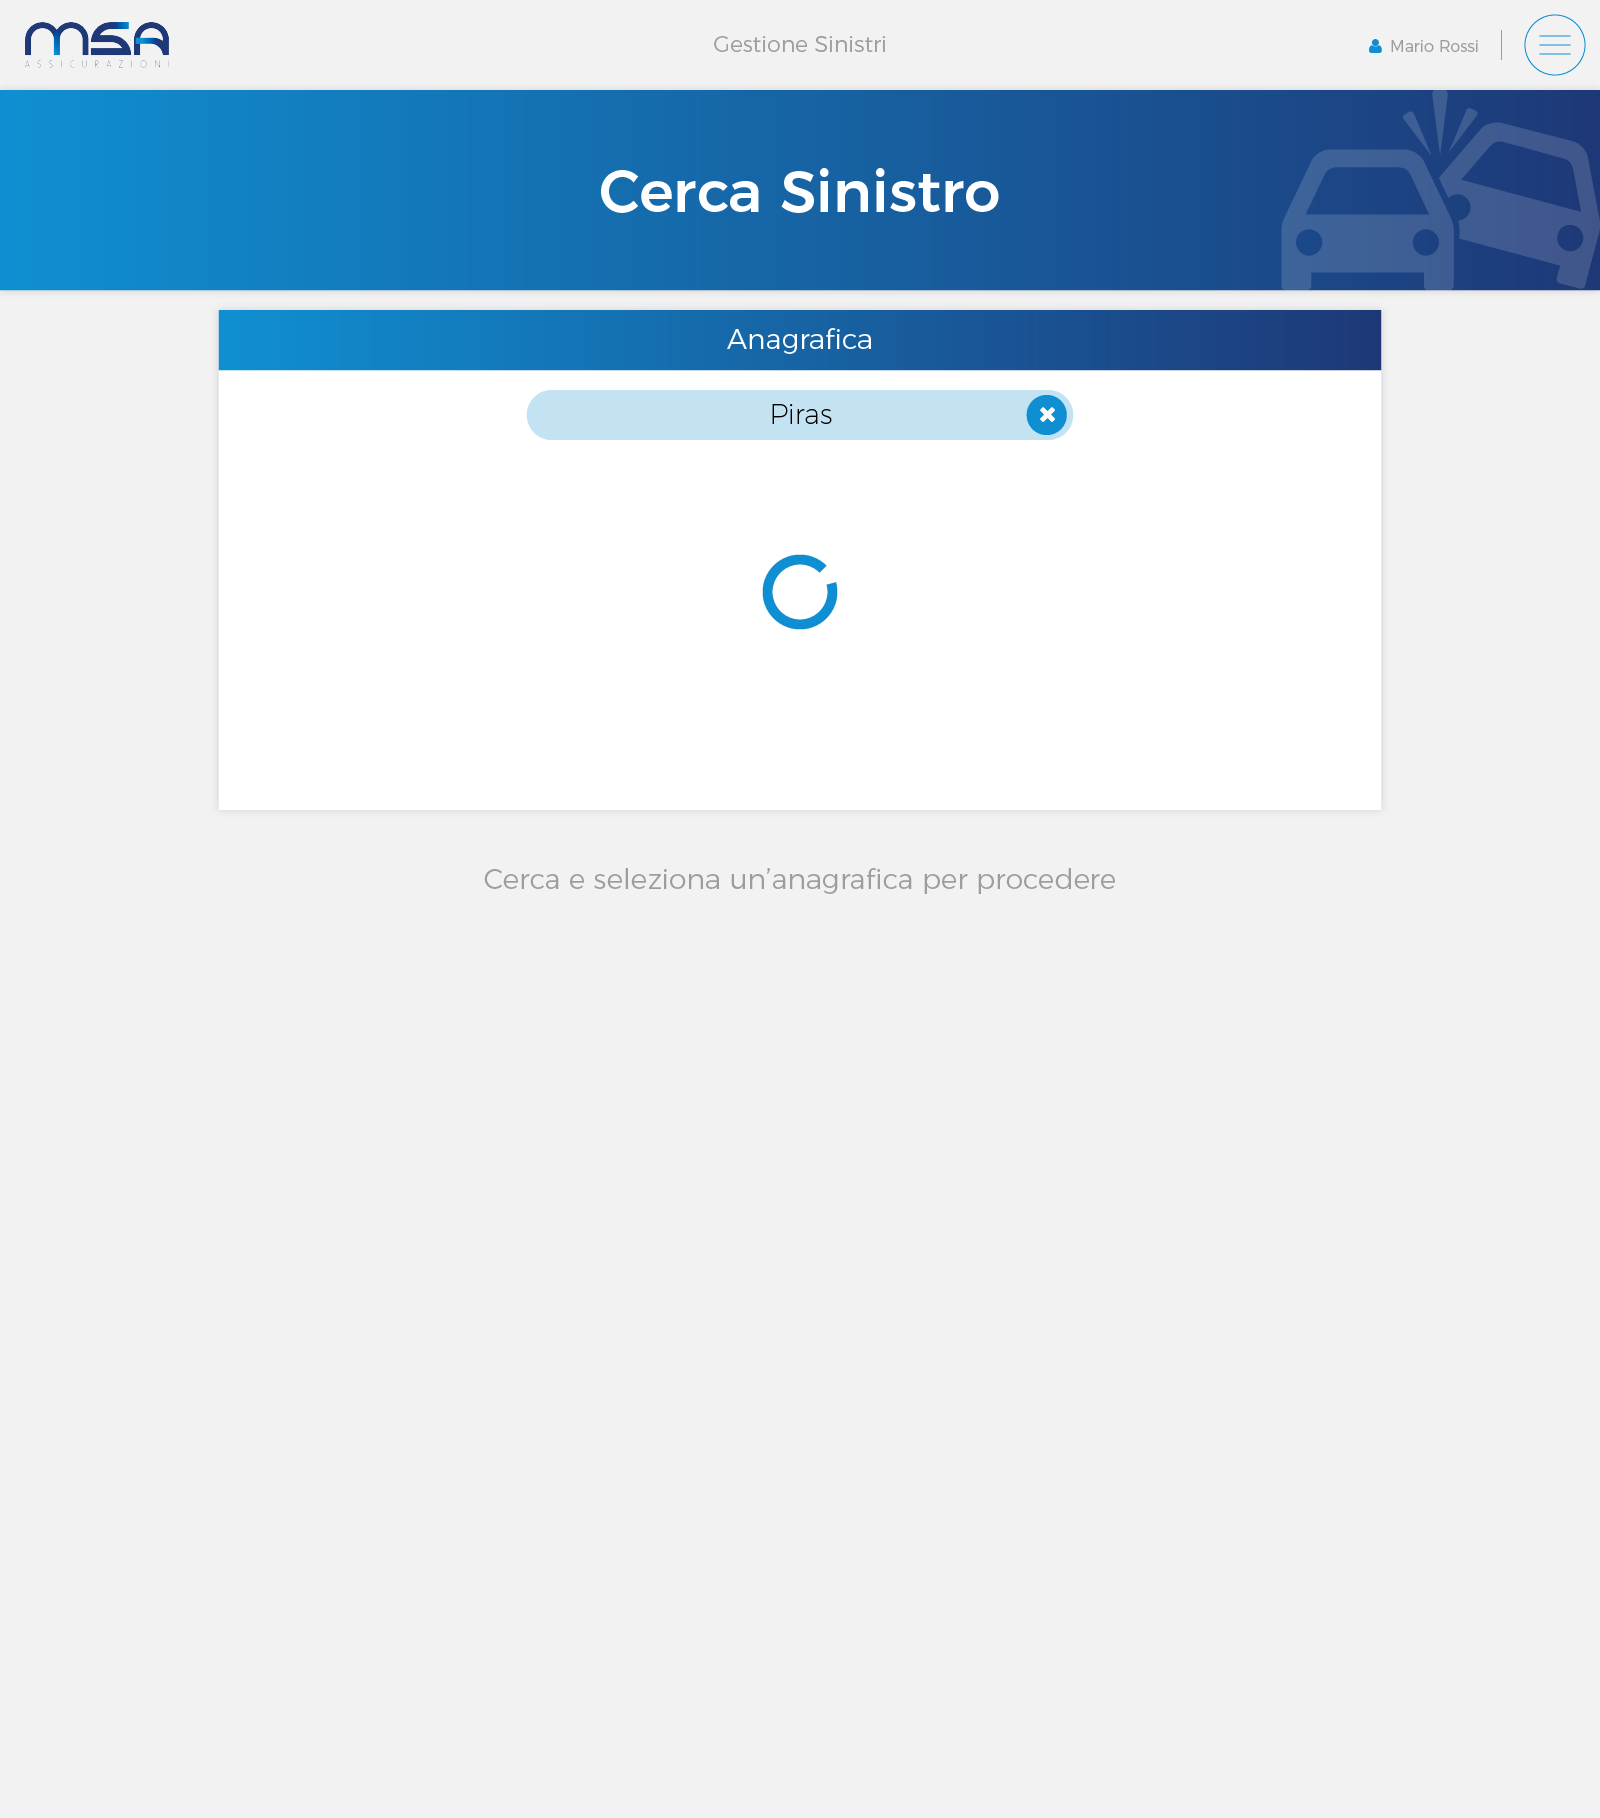 MSA
ASSICURAZIONI
Gestione Sinistri
Mario Rossi
Cerca Sinistro
Anagrafica
Piras
Cerca e seleziona un’anagrafica per procedere